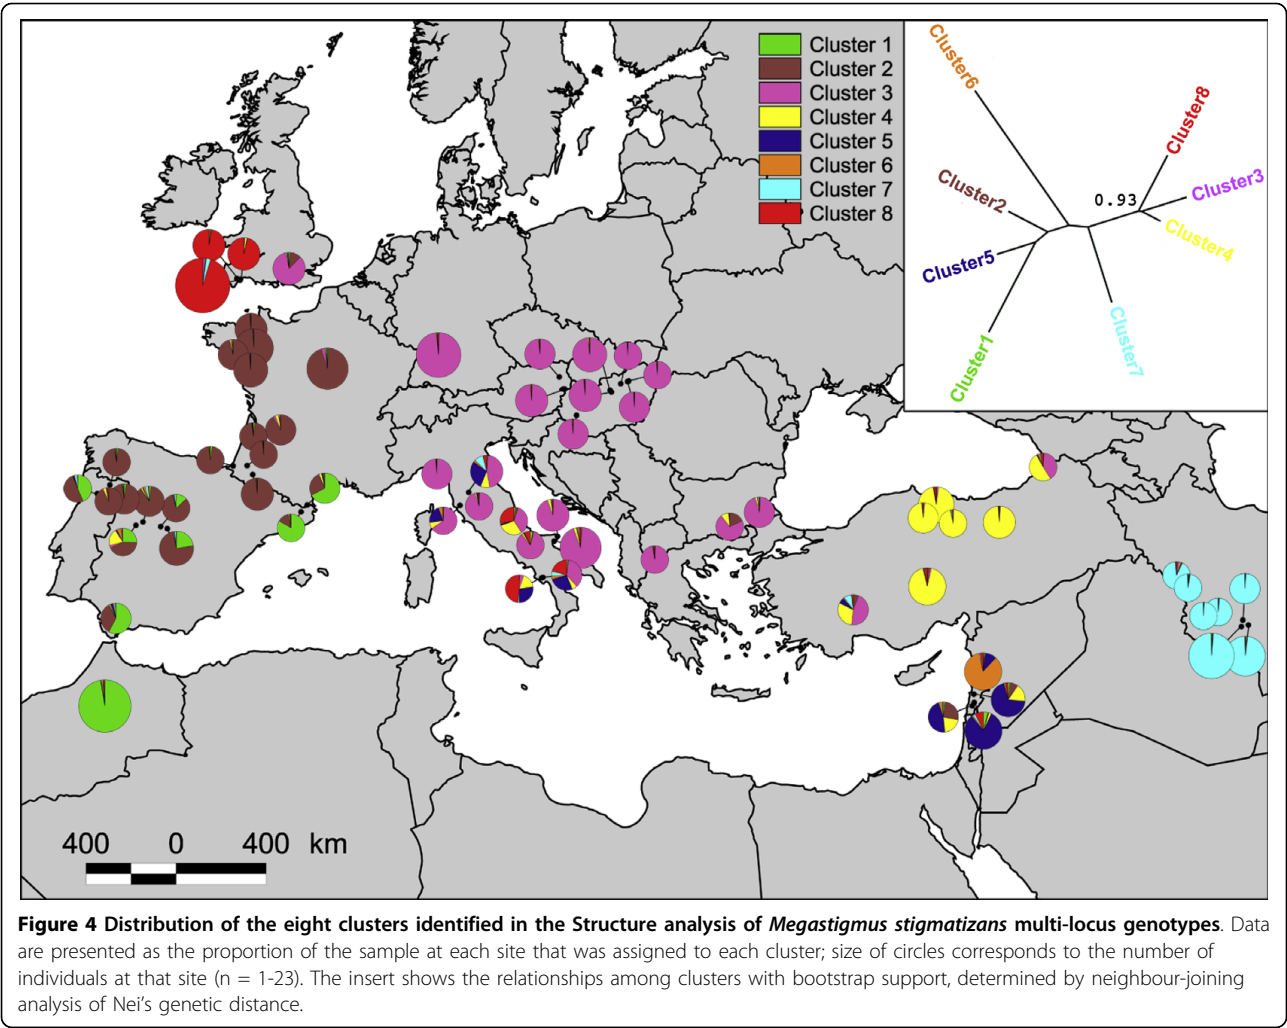 Cluster 1
Cluster 2
Cluster 3
Cluster 4
Cluster 5
Cluster 6
Cluster 7
Cluster 8
Cluster6
Cluster8
Cluster2
0.93
Cluster3
Cluster4
Cluster5
Cluster1
Cluster7
400 0 400 km
Figure 4 Distribution of the eight clusters identified in the Structure analysis of Megastigmus stigmatizans multi-locus genotypes. Data
are presented as the proportion of the sample at each site that was assigned to each cluster; size of circles corresponds to the number of
individuals at that site (n = 1-23). The insert shows the relationships among clusters with bootstrap support, determined by neighbour-joining
analysis of Nei's genetic distance.